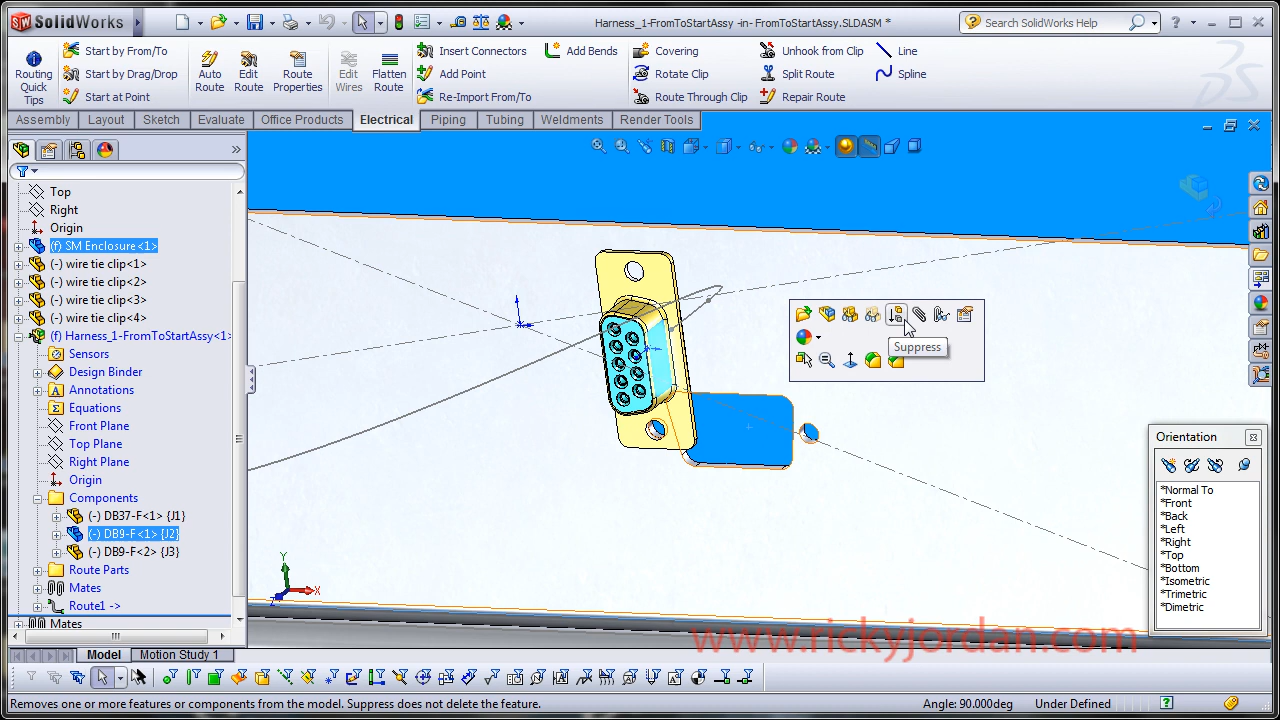 SolidWorks
Harness_1-FromToStartAssy -in- FromToStartAssy.SLDASM *
Search SolidWorks Help
Routing Quick Tips
Start by From/To
Start by Drag/Drop
Start at Point
Auto Route
Edit Route
Route Properties
Edit Wires
Flatten Route
Insert Connectors
Add Point
Re-Import From/To
Add Bends
Covering
Rotate Clip
Route Through Clip
Unhook from Clip
Split Route
Repair Route
Line
Spline
Assembly
Layout
Sketch
Evaluate
Office Products
Electrical
Piping
Tubing
Weldments
Render Tools
Top
Right
Origin
(f) SM Enclosure<1>
(-) wire tie clip<1>
(-) wire tie clip<2>
(-) wire tie clip<3>
(-) wire tie clip<4>
(f) Harness_1-FromToStartAssy<1>
Sensors
Design Binder
Annotations
Equations
Front Plane
Top Plane
Right Plane
Origin
Components
(-) DB37-F<1> {J1}
(-) DB9-F<1> {J2}
(-) DB9-F<2> {J3}
Route Parts
Mates
Route1 ->
Mates
Suppress
Y
X
Z
Orientation
*Normal To
*Front
*Back
*Left
*Right
*Top
*Bottom
*Isometric
*Trimetric
*Dimetric
www.rickyjordan.com
Model
Motion Study 1
Removes one or more features or components from the model. Suppress does not delete the feature.
Angle: 90.000deg
Under Defined